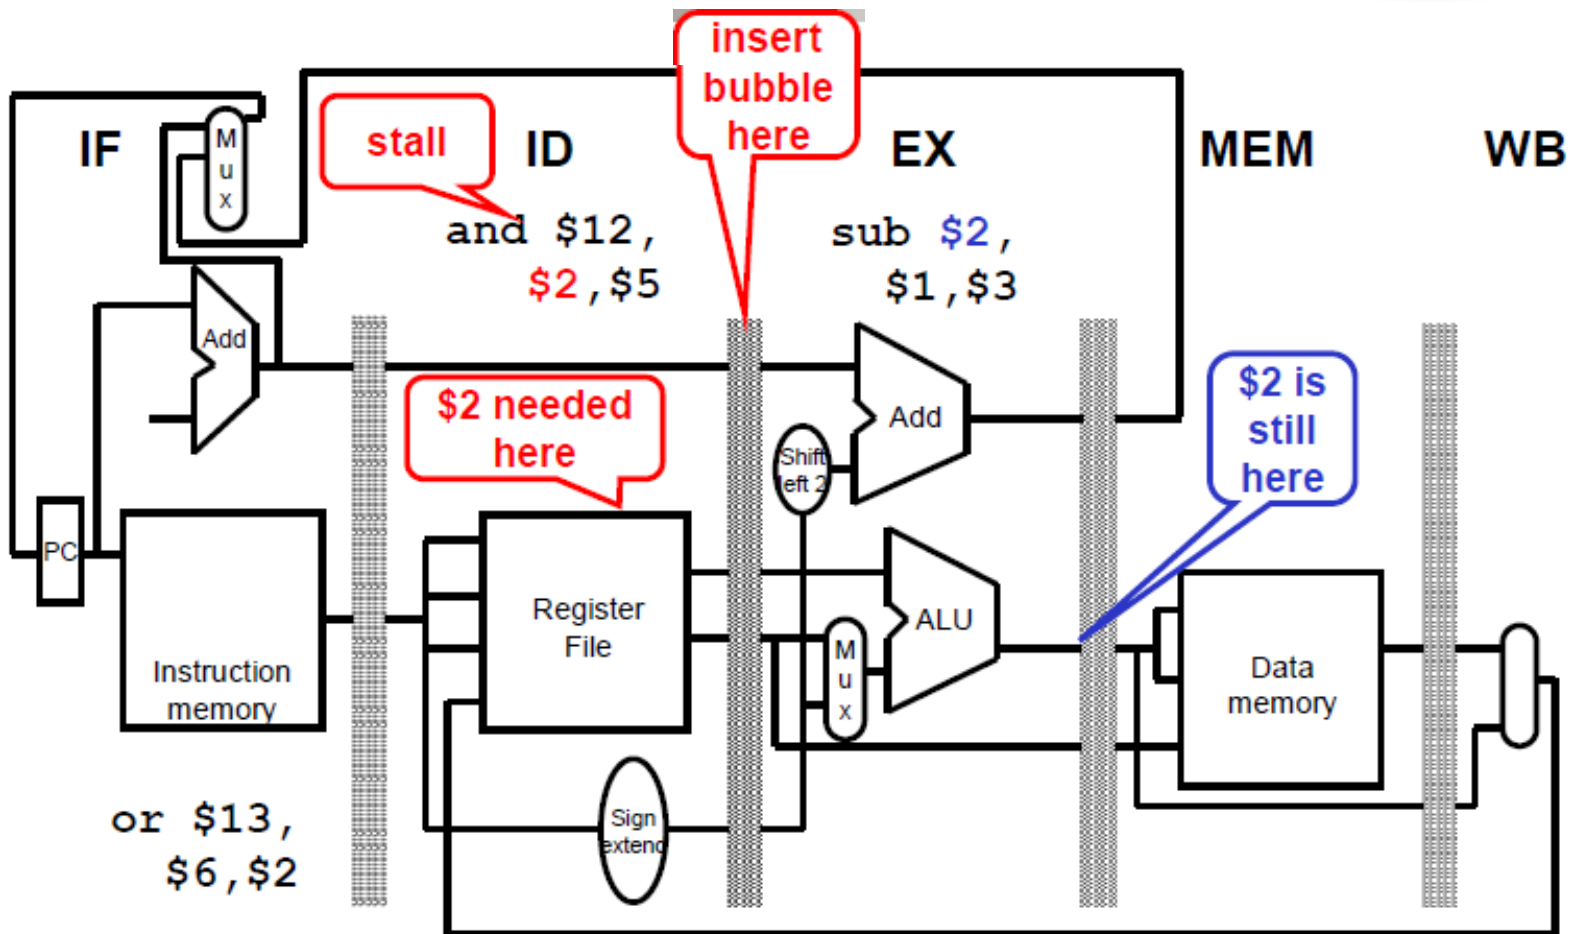 insert
bubble
here
IF
stall
ID
EX
MEM
WB
M
u
x
and $12,
$2,$5
sub $2,
$1,$3
Add
$2 needed
here
Add
$2 is
still
here
Shift
left 2
PC
Instruction
memory
Register
File
ALU
M
u
x
Data
memory
or $13,
$6,$2
Sign
extend